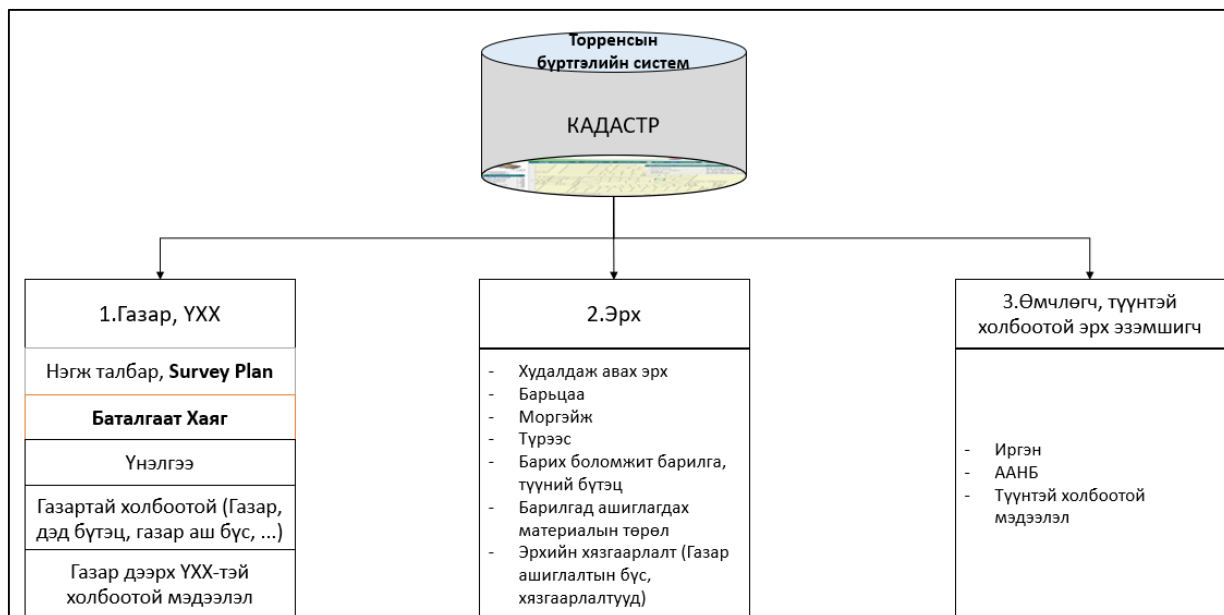 Торренсын
бүртгэлийн систем
КАДАСТР
1.Газар, ҮХХ
Нэгж талбар, Survey Plan
Баталгаат Хаяг
Үнэлгээ
Газартай холбоотой (Газар,
дэд бүтэц, газар аш бүс, ...)
Газар дээрх ҮХХ-тэй
холбоотой мэдээлэл
2.Эрх
- Худалдаж авах эрх
- Барьцаа
- Моргэйж
- Түрээс
- Барих боломжит барилга,
түүний бүтэц
- Барилгад ашиглагдах
материалын төрөл
- Эрхийн хязгаарлалт (Газар
ашиглалтын бүс,
хязгаарлалтууд)
3.Өмчлөгч, түүнтэй
холбоотой эрх эзэмшигч
- Иргэн
- ААНБ
- Түүнтэй холбоотой
мэдээлэл